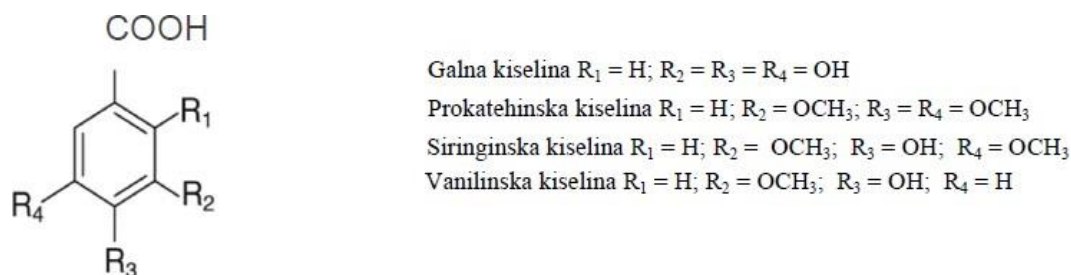 COOH
R₁
R₂
R₃
R₄
Galna kiselina R₁ = H; R₂ = R₃ = R₄ = OH
Prokatehinska kiselina R₁ = H; R₂ = OCH₃; R₃ = R₄ = OCH₃
Siringinska kiselina R₁ = H; R₂ = OCH₃; R₃ = OH; R₄ = OCH₃
Vanilinska kiselina R₁ = H; R₂ = OCH₃; R₃ = OH; R₄ = H